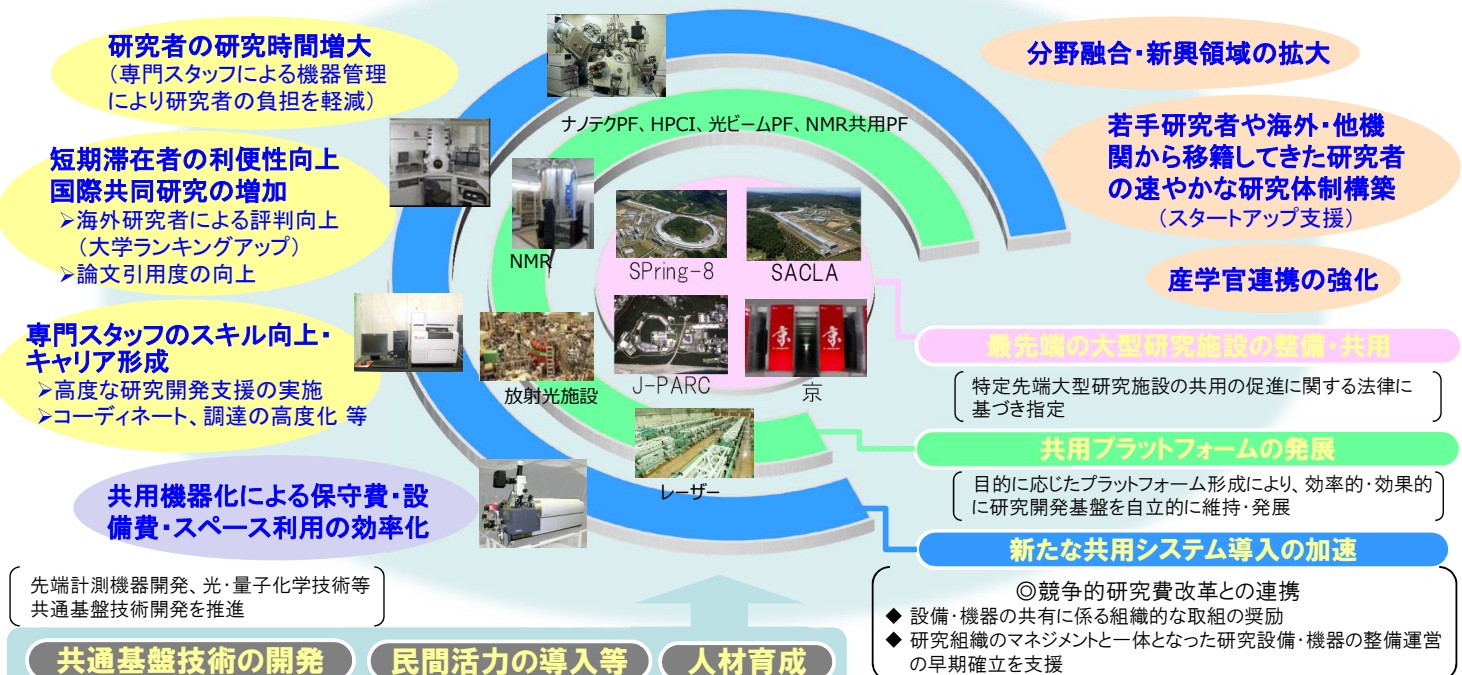 研究者の研究時間増大
（専門スタッフによる機器管理
により研究者の負担を軽減）
短期滞在者の利便性向上
国際共同研究の増加
➢海外研究者による評判向上
（大学ランキングアップ）
➢論文引用度の向上
専門スタッフのスキル向上・
キャリア形成
➢高度な研究開発支援の実施
➢コーディネート、調達の高度化 等
共用機器化による保守費・設
備費・スペース利用の効率化
ナノテクPF、HPCI、光ビームPF、NMR共用PF
NMR
SPring-8
SACLA
放射光施設
J-PARC
京
レーザー
分野融合・新興領域の拡大
若手研究者や海外・他機
関から移籍してきた研究者
の速やかな研究体制構築
（スタートアップ支援）
産学官連携の強化
最先端の大型研究施設の整備・共用
特定先端大型研究施設の共用の促進に関する法律に
基づき指定
共用プラットフォームの発展
目的に応じたプラットフォーム形成により、効率的・効果的
に研究開発基盤を自立的に維持・発展
新たな共用システム導入の加速
◎競争的研究費改革との連携
◆ 設備・機器の共有に係る組織的な取組の奨励
◆ 研究組織のマネジメントと一体となった研究設備・機器の整備運営
の早期確立を支援
先端計測機器開発、光・量子化学技術等
共通基盤技術開発を推進
共通基盤技術の開発
民間活力の導入等
人材育成